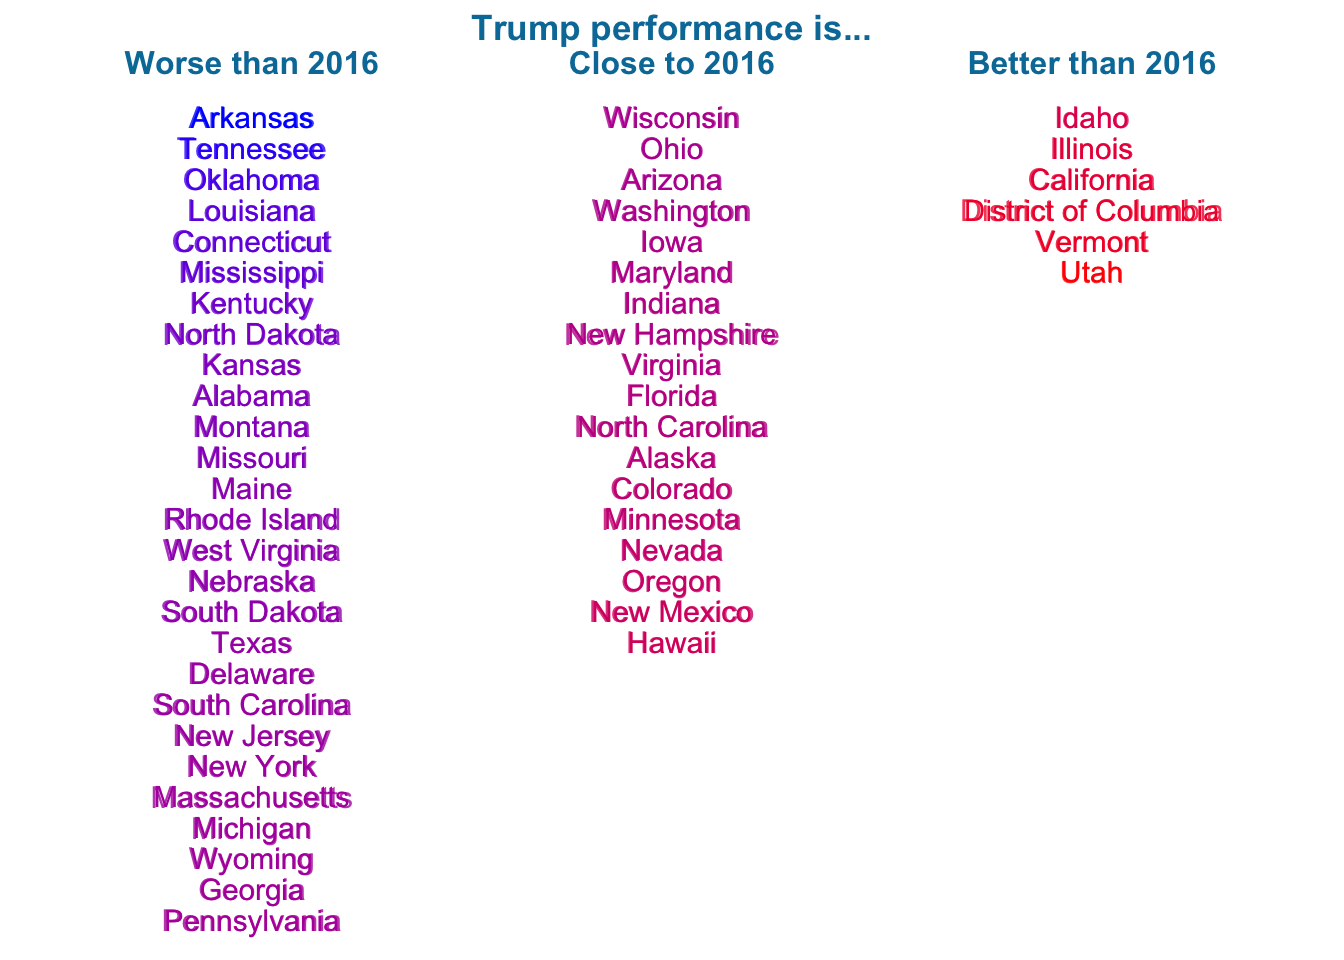 Trump performance is...
Worse than 2016
Close to 2016
Better than 2016
Arkansas
Tennessee
Oklahoma
Louisiana
Connecticut
Mississippi
Kentucky
North Dakota
Kansas
Alabama
Montana
Missouri
Maine
Rhode Island
West Virginia
Nebraska
South Dakota
Texas
Delaware
South Carolina
New Jersey
New York
Massachusetts
Michigan
Wyoming
Georgia
Pennsylvania
Wisconsin
Ohio
Arizona
Washington
Iowa
Maryland
Indiana
New Hampshire
Virginia
Florida
North Carolina
Alaska
Colorado
Minnesota
Nevada
Oregon
New Mexico
Hawaii
Idaho
Illinois
California
District of Columbia
Vermont
Utah